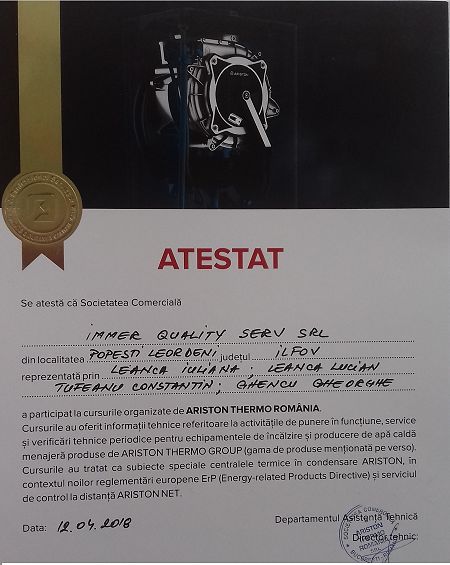 ARISTON
ATESTAT
Se atestă că Societatea Comercială
IMMER QUALITY SERV SRL
din localitatea POPESTI LEORDENI județul ILFOV
reprezentată prin LEANCA IULIANA, LEANCA LUCIAN
TUFEANU CONSTANTIN; GHENCU GHEORGHE
a participat la cursurile organizate de ARISTON THERMO ROMÂNIA.
Cursurile au oferit informații tehnice referitoare la activitățile de punere în funcțiune, service
și verificări tehnice periodice pentru echipamentele de încălzire și producere de apă caldă
menajeră produse de ARISTON THERMO GROUP (gama de produse menționată pe verso).
Cursurile au tratat ca subiecte speciale centralele termice în condensare ARISTON, în
contextul noilor reglementări europene ErP (Energy-related Products Directive) și serviciul
de control la distanță ARISTON NET.
Departamentul Asistență Tehnică
Data: 12.04.2018
Director tehnic:
ARISTON
THERMO
ROMANIA